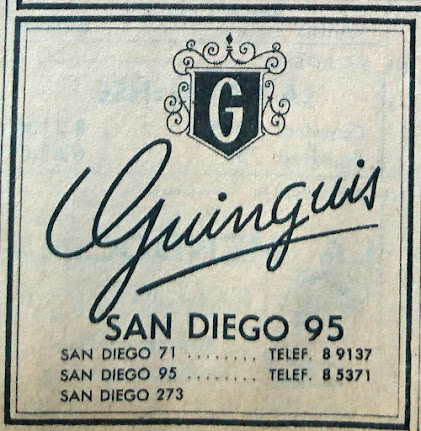 G
Guinguis
SAN DIEGO 95
SAN DIEGO 71 ........ TELEF. 8 9137
SAN DIEGO 95 ........ TELEF. 8 5371
SAN DIEGO 273